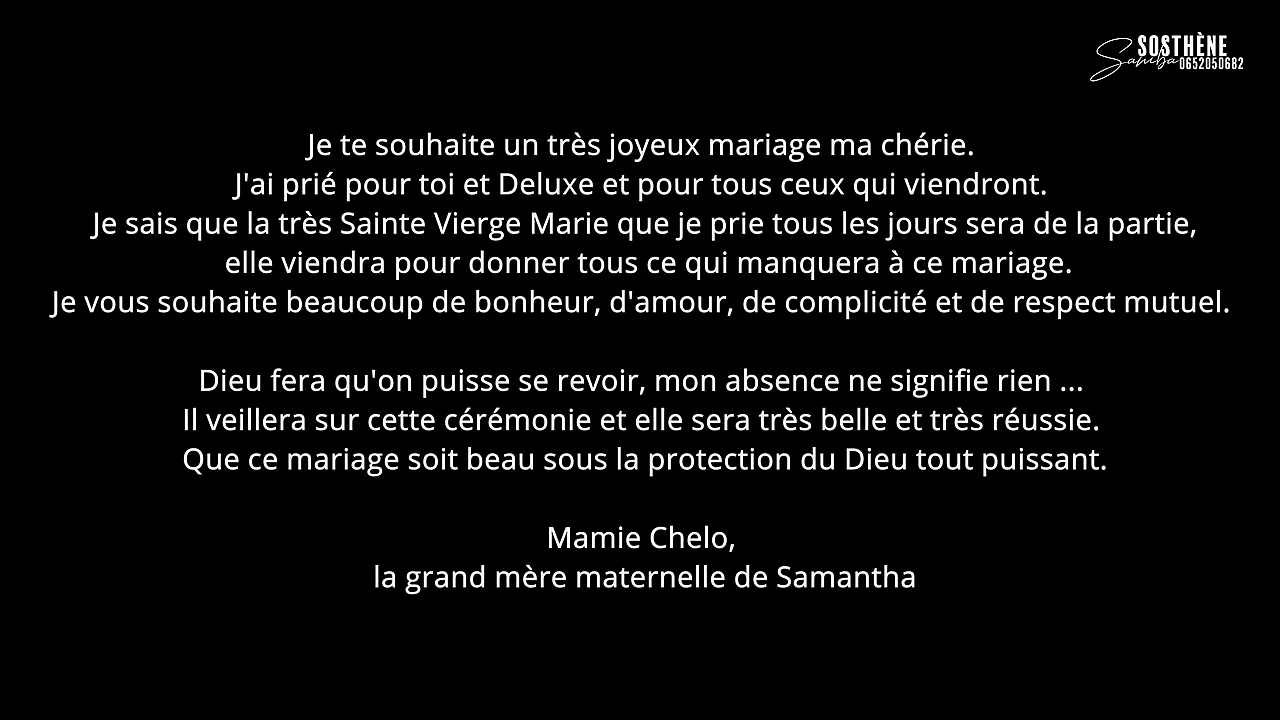 SOSTHÈNE
Samba 0652050682
Je te souhaite un très joyeux mariage ma chérie.
J'ai prié pour toi et Deluxe et pour tous ceux qui viendront.
Je sais que la très Sainte Vierge Marie que je prie tous les jours sera de la partie,
elle viendra pour donner tous ce qui manquera à ce mariage.
Je vous souhaite beaucoup de bonheur, d'amour, de complicité et de respect mutuel.
Dieu fera qu'on puisse se revoir, mon absence ne signifie rien ...
Il veillera sur cette cérémonie et elle sera très belle et très réussie.
Que ce mariage soit beau sous la protection du Dieu tout puissant.
Mamie Chelo,
la grand mère maternelle de Samantha